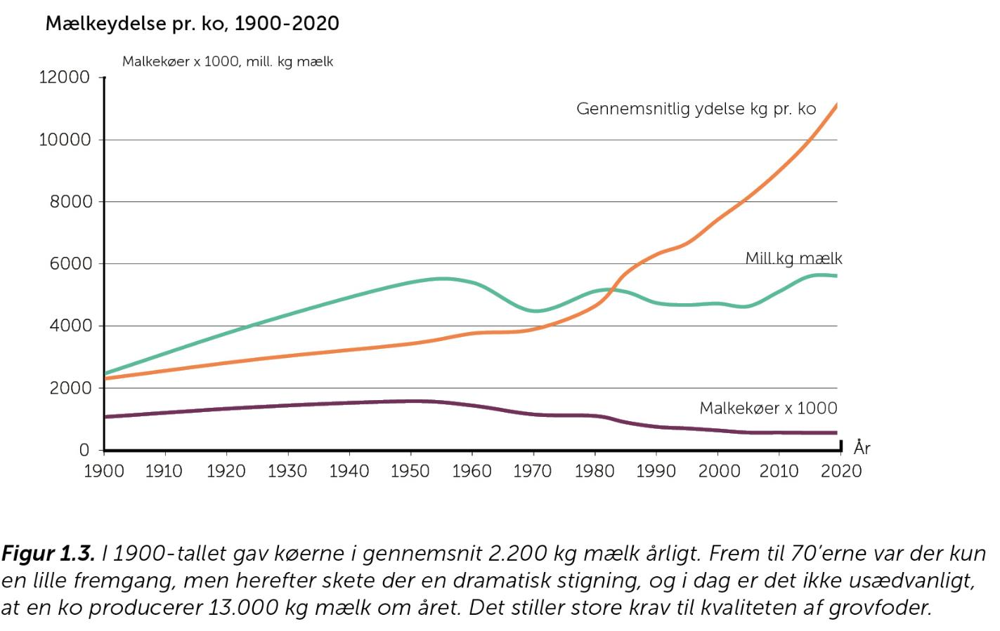 Mælkeydelse pr. ko, 1900-2020
Malkekøer x 1000, mill. kg mælk
12000
Gennemsnitlig ydelse kg pr. ko
10000
8000
Mill.kg mælk
6000
4000
2000
Malkekøer x 1000
0
År
1900 1910 1920 1930 1940 1950 1960 1970 1980 1990 2000 2010 2020
Figur 1.3. I 1900-tallet gav køerne i gennemsnit 2.200 kg mælk årligt. Frem til 70’erne var der kun
en lille fremgang, men herefter skete der en dramatisk stigning, og i dag er det ikke usædvanligt,
at en ko producerer 13.000 kg mælk om året. Det stiller store krav til kvaliteten af grovfoder.